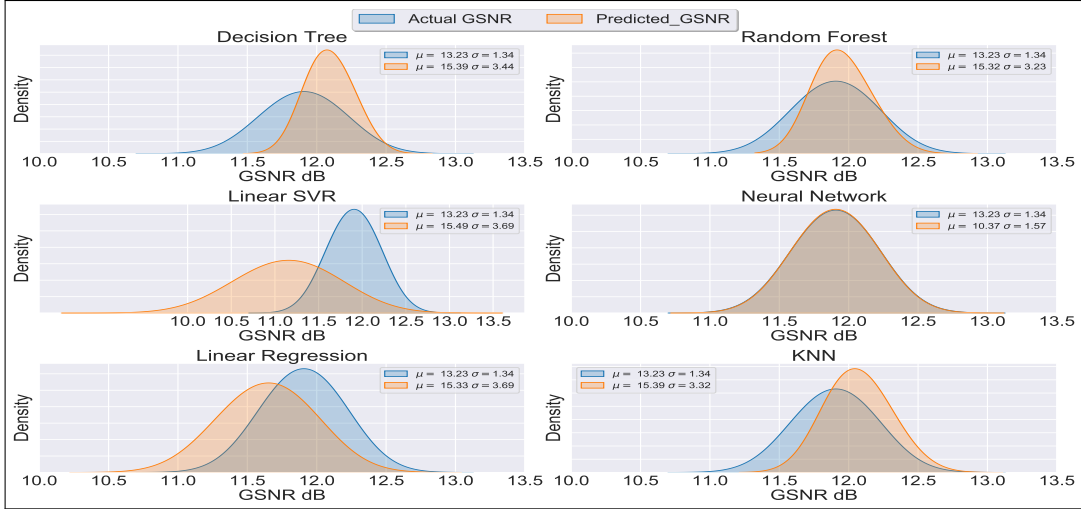 Actual GSNR Predicted_GSNR
Decision Tree
μ = 13.23 σ = 1.34
μ = 15.39 σ = 3.44
Density
10.0 10.5 11.0 11.5 12.0 12.5 13.0 13.5
GSNR dB
Random Forest
μ = 13.23 σ = 1.34
μ = 15.32 σ = 3.23
Density
10.0 10.5 11.0 11.5 12.0 12.5 13.0 13.5
GSNR dB
Linear SVR
μ = 13.23 σ = 1.34
μ = 15.49 σ = 3.69
Density
10.0 10.5 11.0 11.5 12.0 12.5 13.0 13.5
GSNR dB
Neural Network
μ = 13.23 σ = 1.34
μ = 10.37 σ = 1.57
Density
10.0 10.5 11.0 11.5 12.0 12.5 13.0 13.5
GSNR dB
Linear Regression
μ = 13.23 σ = 1.34
μ = 15.33 σ = 3.69
Density
10.0 10.5 11.0 11.5 12.0 12.5 13.0 13.5
GSNR dB
KNN
μ = 13.23 σ = 1.34
μ = 15.39 σ = 3.32
Density
10.0 10.5 11.0 11.5 12.0 12.5 13.0 13.5
GSNR dB